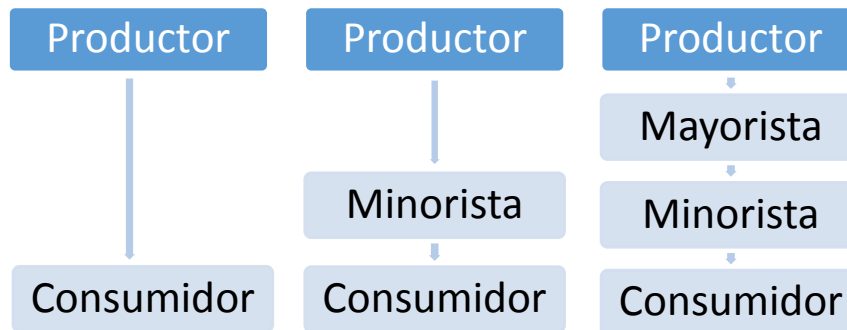 Productor
Productor
Productor
Mayorista
Minorista
Minorista
Consumidor
Consumidor
Consumidor